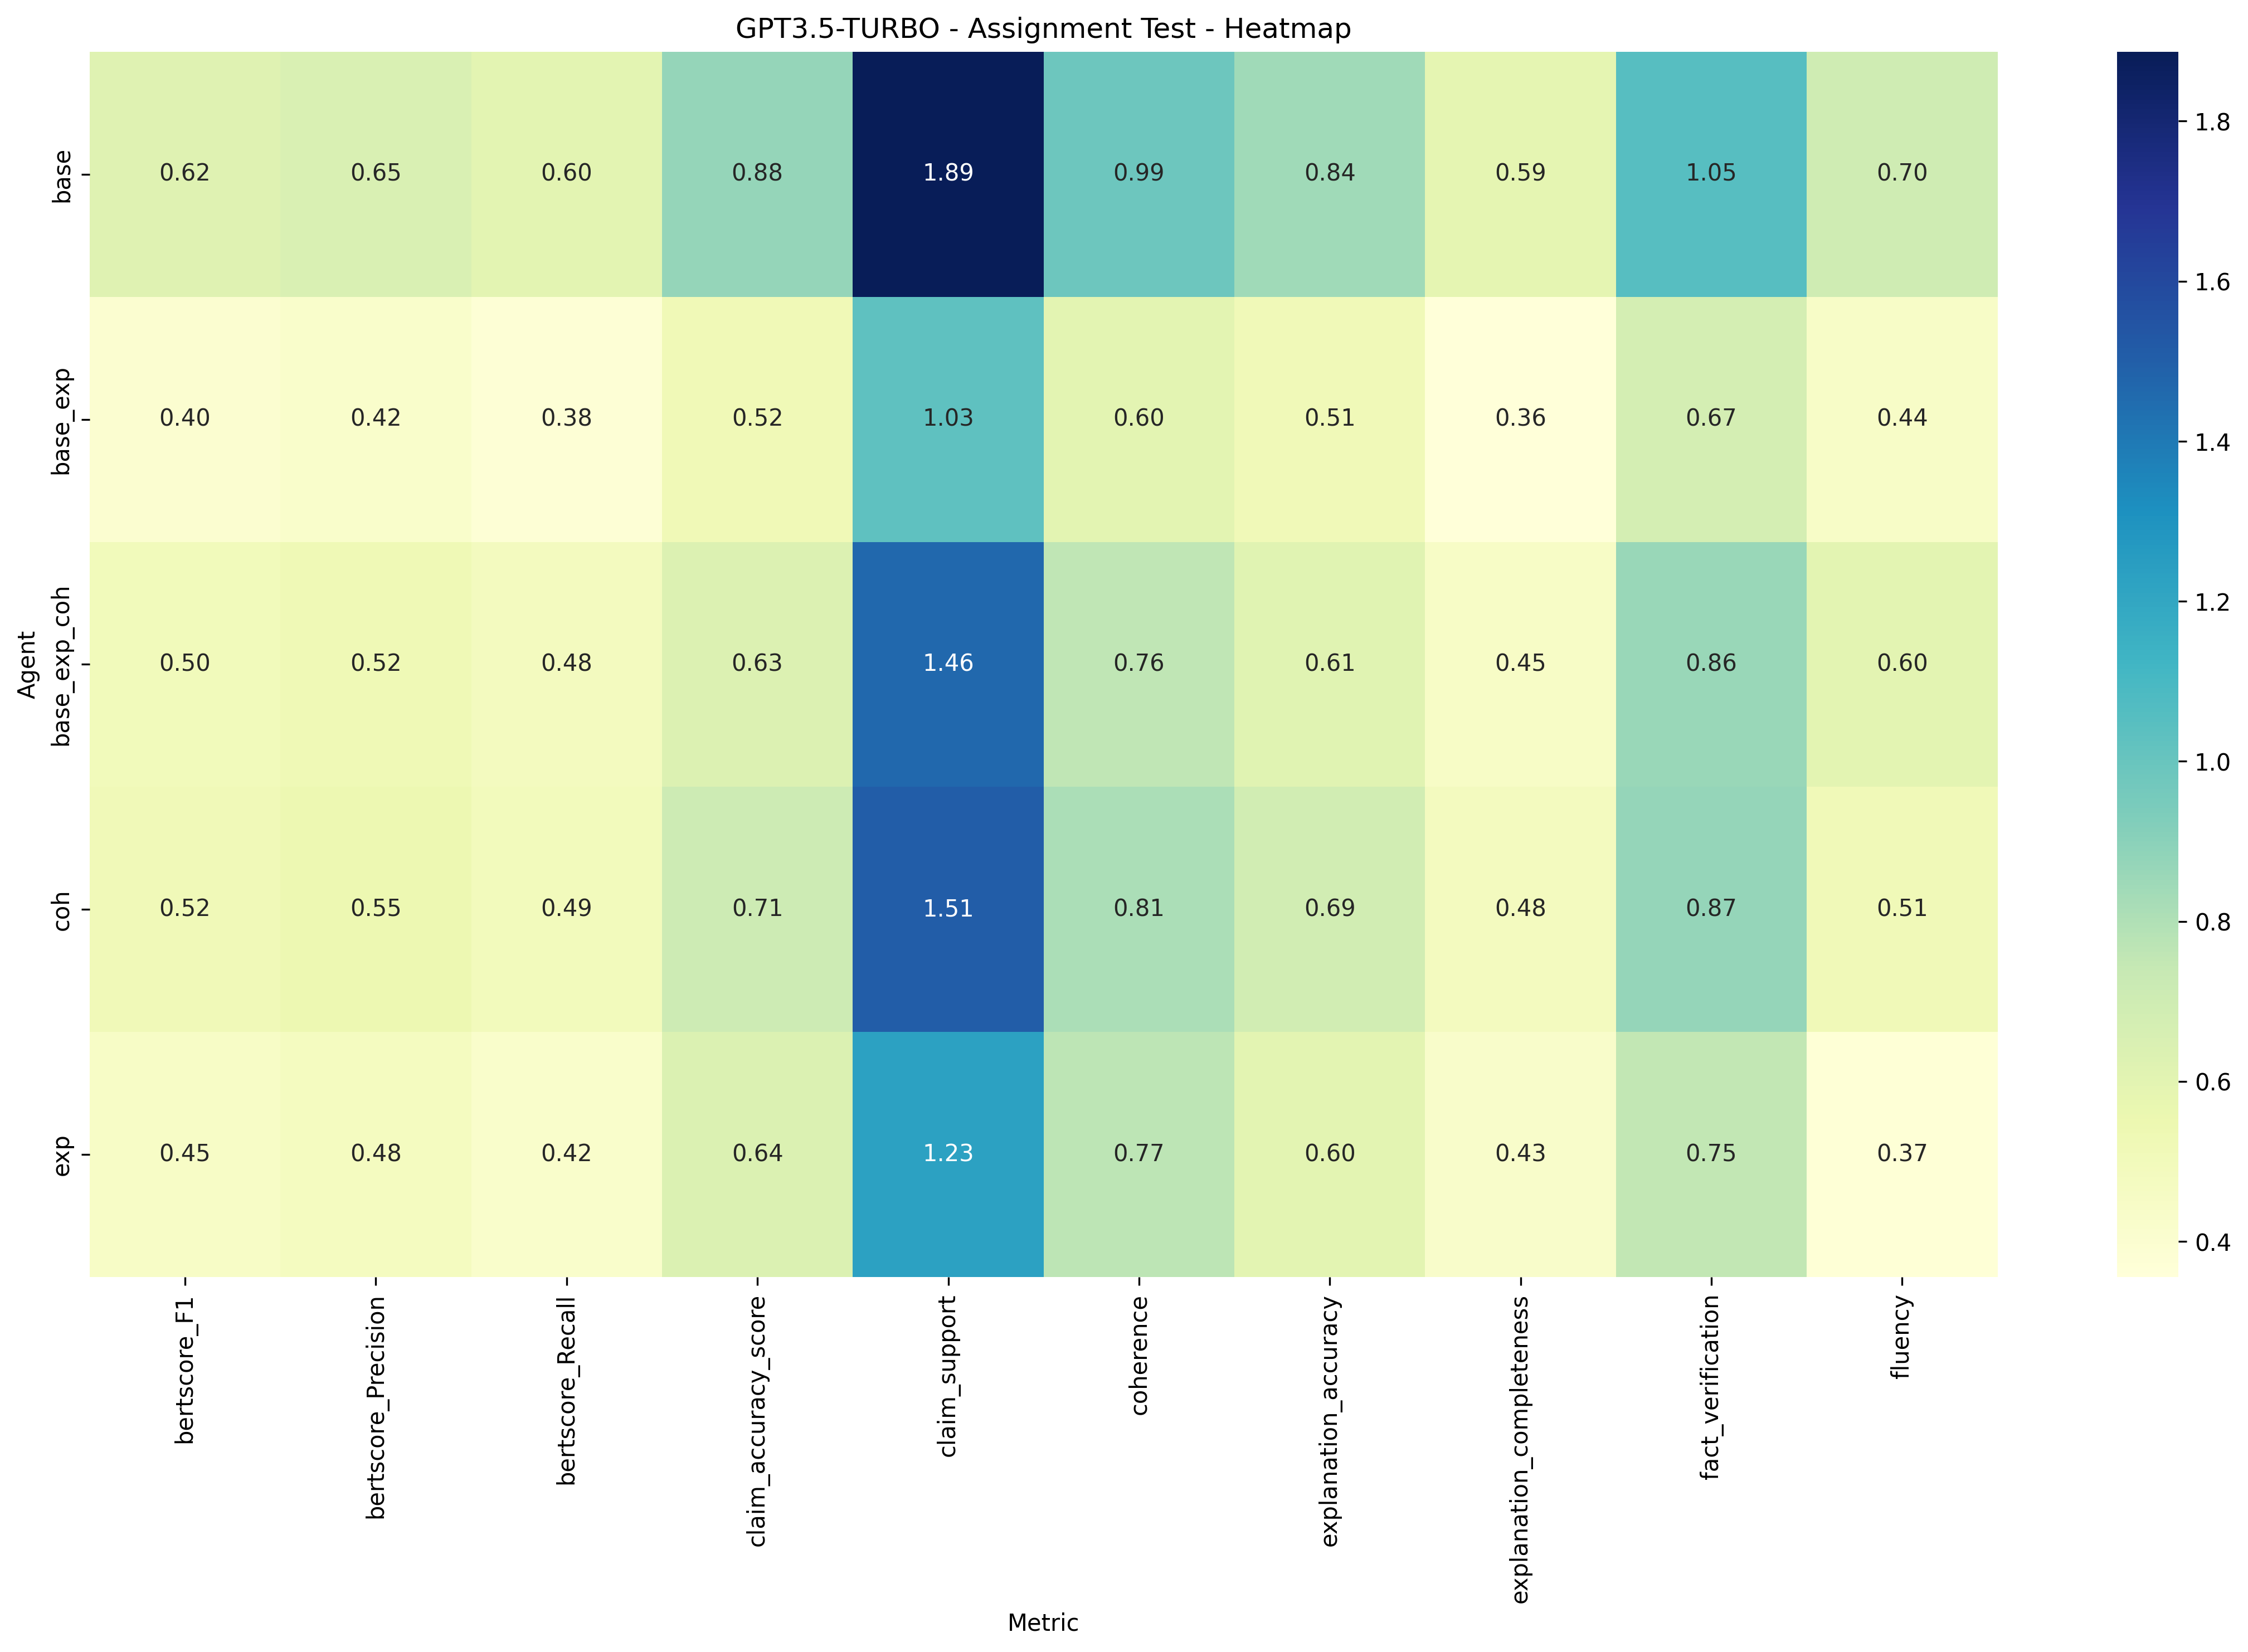 GPT3.5-TURBO - Assignment Test - Heatmap
Agent
base
0.62 0.65 0.60 0.88 1.89 0.99 0.84 0.59 1.05 0.70
base_exp
0.40 0.42 0.38 0.52 1.03 0.60 0.51 0.36 0.67 0.44
base_exp_coh
0.50 0.52 0.48 0.63 1.46 0.76 0.61 0.45 0.86 0.60
coh
0.52 0.55 0.49 0.71 1.51 0.81 0.69 0.48 0.87 0.51
exp
0.45 0.48 0.42 0.64 1.23 0.77 0.60 0.43 0.75 0.37
bertscore_F1
bertscore_Precision
bertscore_Recall
claim_accuracy_score
claim_support
coherence
explanation_accuracy
explanation_completeness
fact_verification
fluency
Metric
1.8
1.6
1.4
1.2
1.0
0.8
0.6
0.4